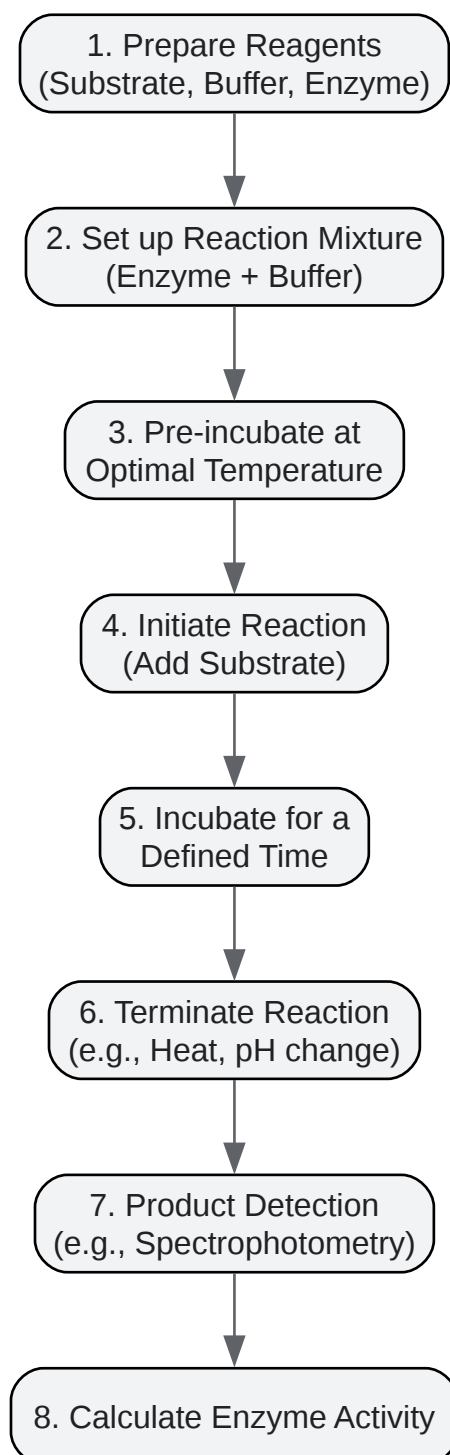 1. Prepare Reagents
(Substrate, Buffer, Enzyme)
2. Set up Reaction Mixture
(Enzyme + Buffer)
3. Pre-incubate at
Optimal Temperature
4. Initiate Reaction
(Add Substrate)
5. Incubate for a
Defined Time
6. Terminate Reaction
(e.g., Heat, pH change)
7. Product Detection
(e.g., Spectrophotometry)
8. Calculate Enzyme Activity